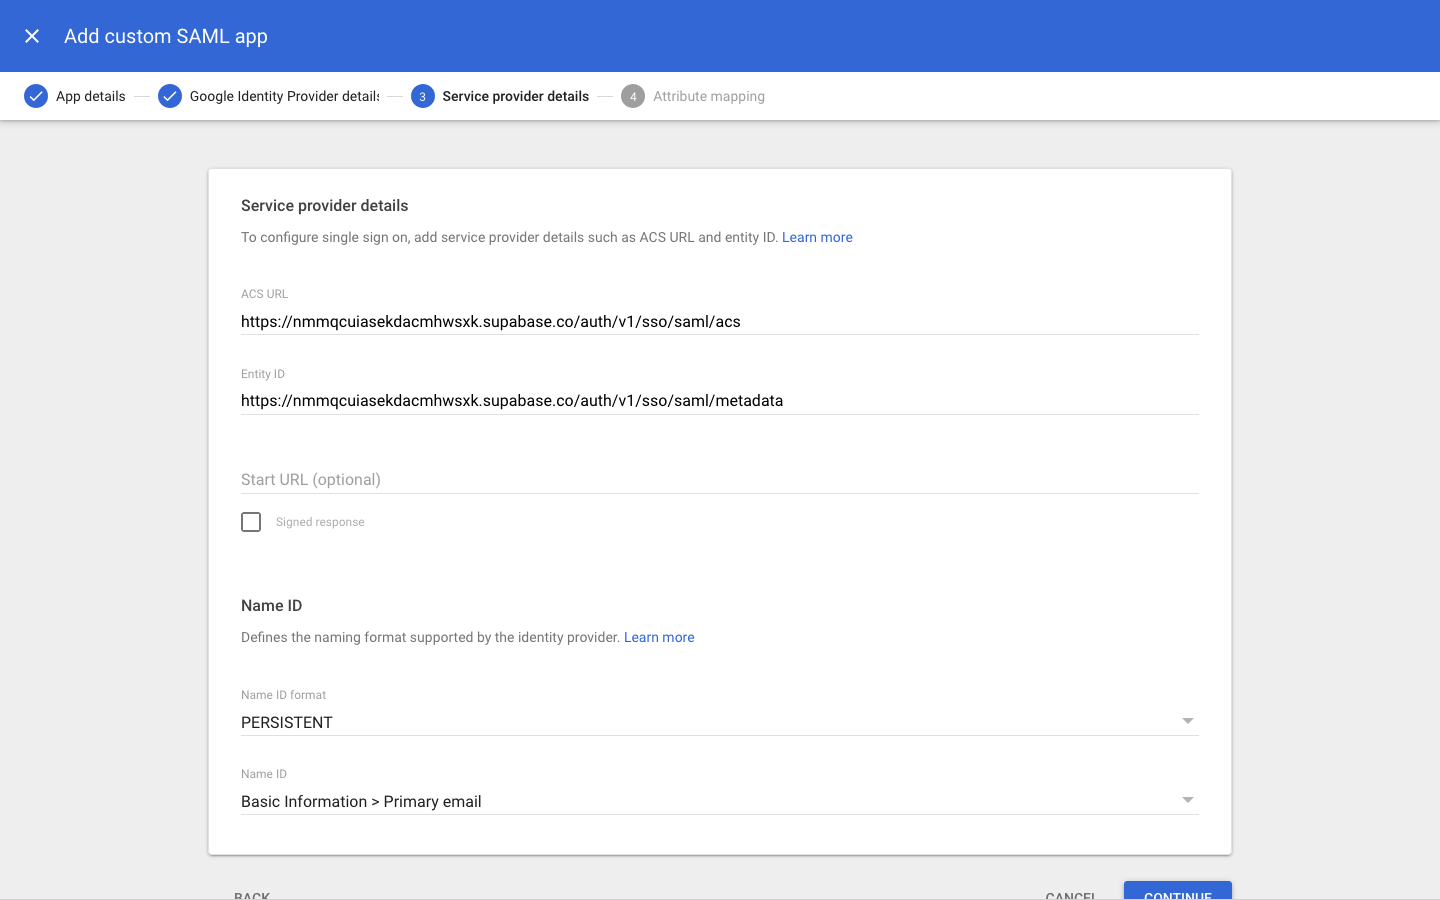 Add custom SAML app
App details
Google Identity Provider details
3 Service provider details
4 Attribute mapping
Service provider details
To configure single sign on, add service provider details such as ACS URL and entity ID. Learn more
ACS URL
https://nmmqcuiasekdacmhwsxk.supabase.co/auth/v1/sso/saml/acs
Entity ID
https://nmmqcuiasekdacmhwsxk.supabase.co/auth/v1/sso/saml/metadata
Start URL (optional)
Signed response
Name ID
Defines the naming format supported by the identity provider. Learn more
Name ID format
PERSISTENT
Name ID
Basic Information > Primary email
BACK
CANCEL
CONTINUE